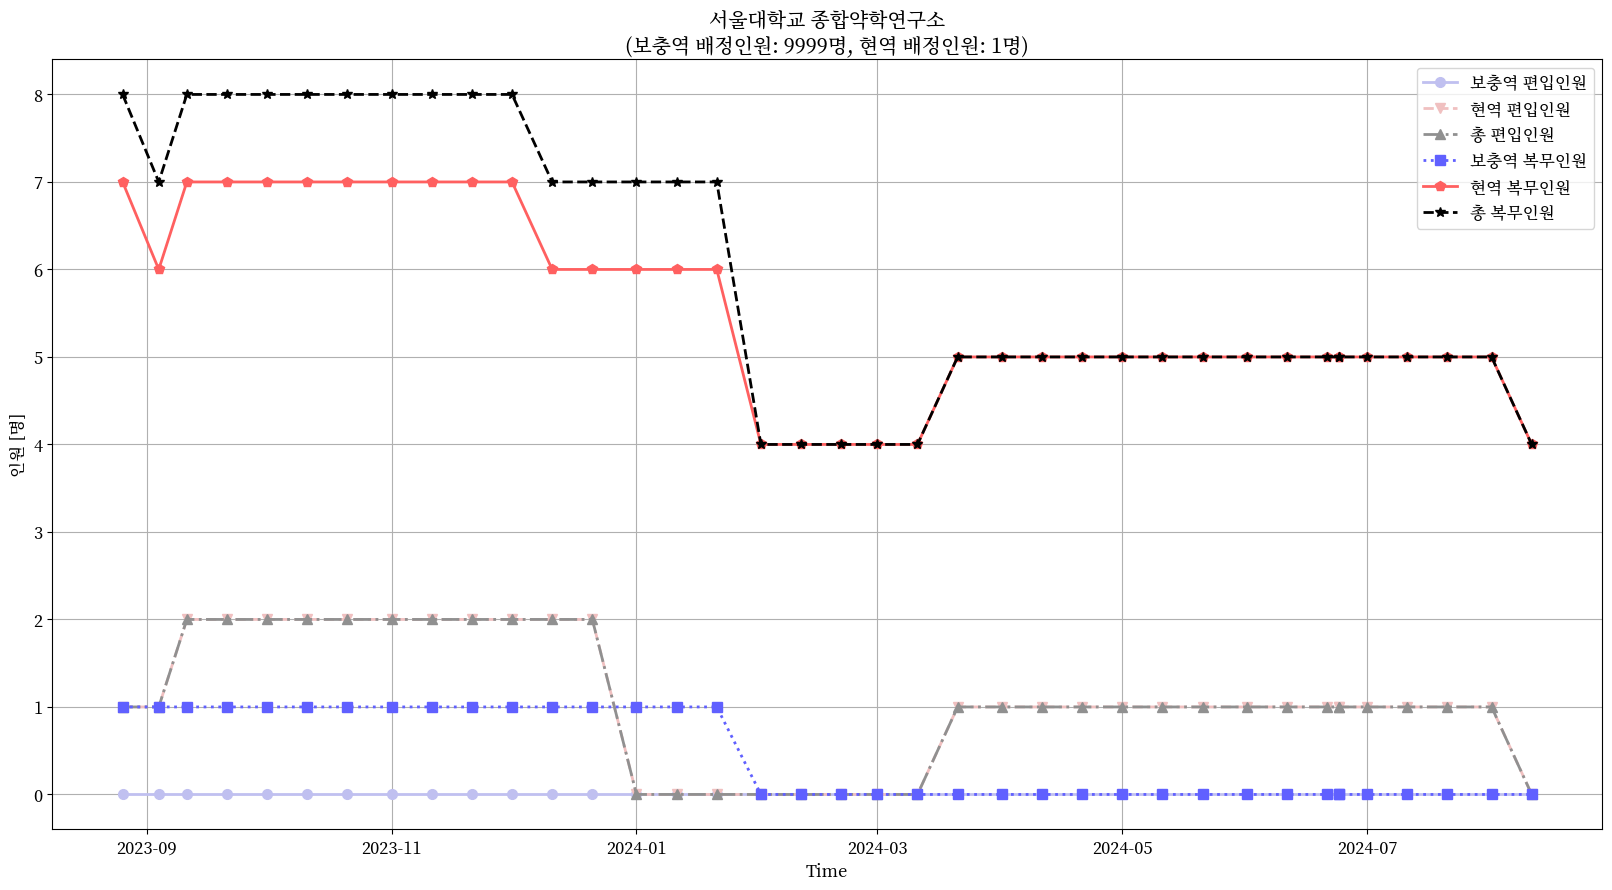 서울대학교 종합약학연구소
(보충역 배정인원: 9999명, 현역 배정인원: 1명)
보충역 편입인원
현역 편입인원
총 편입인원
보충역 복무인원
현역 복무인원
총 복무인원
인원 [명]
8
7
6
5
4
3
2
1
0
2023-09
2023-11
2024-01
2024-03
2024-05
2024-07
Time